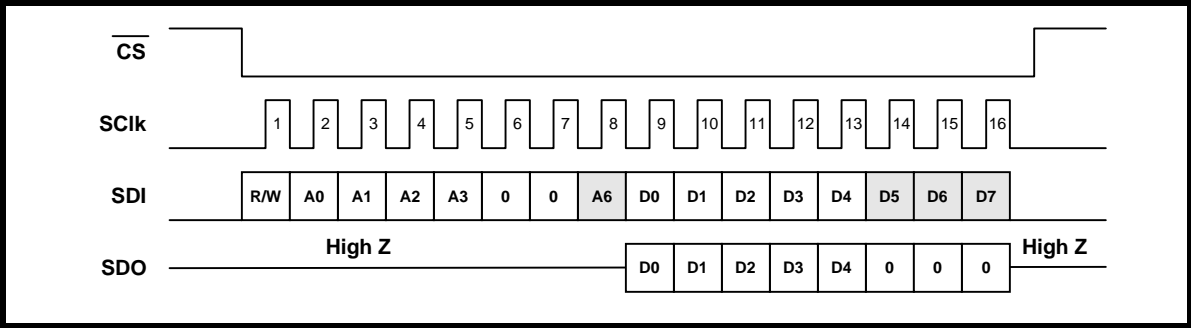 CS
SClk 1 2 3 4 5 6 7 8 9 10 11 12 13 14 15 16
SDI R/W A0 A1 A2 A3 0 0 A6 D0 D1 D2 D3 D4 D5 D6 D7
High Z High Z
SDO D0 D1 D2 D3 D4 0 0 0